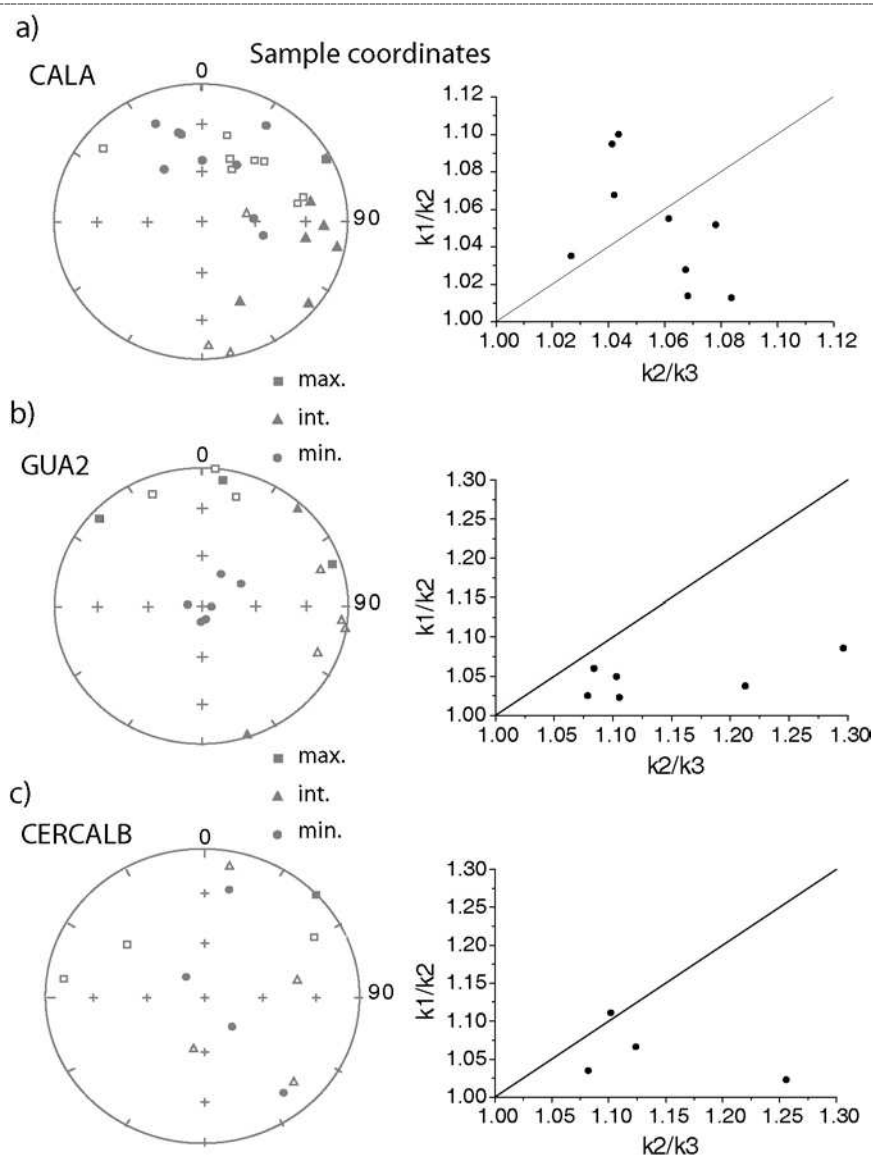 a)
Sample coordinates
CALA
0
90
1.12
1.10
1.08
1.06
1.04
1.02
1.00
k1/k2
1.00 1.02 1.04 1.06 1.08 1.10 1.12
k2/k3
max.
int.
min.
b)
GUA2
0
90
1.30
1.25
1.20
1.15
1.10
1.05
1.00
k1/k2
1.00 1.05 1.10 1.15 1.20 1.25 1.30
k2/k3
max.
int.
min.
c)
CERCALB
0
90
1.30
1.25
1.20
1.15
1.10
1.05
1.00
k1/k2
1.00 1.05 1.10 1.15 1.20 1.25 1.30
k2/k3